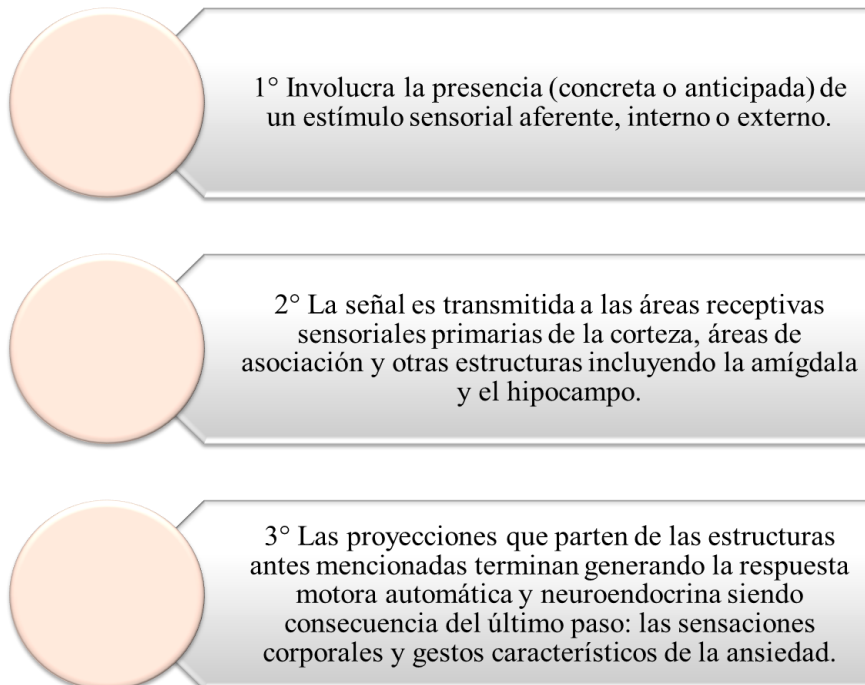 1° Involucra la presencia (concreta o anticipada) de
un estímulo sensorial aferente, interno o externo.
2° La señal es transmitida a las áreas receptivas
sensoriales primarias de la corteza, áreas de
asociación y otras estructuras incluyendo la amígdala
y el hipocampo.
3° Las proyecciones que parten de las estructuras
antes mencionadas terminan generando la respuesta
motora automática y neuroendocrina siendo
consecuencia del último paso: las sensaciones
corporales y gestos característicos de la ansiedad.